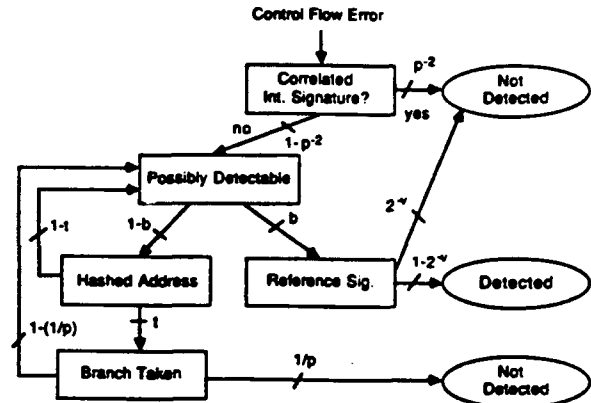 Control Flow Error
Correlated
Int. Signature?
p-2
yes
Not
Detected
no
1-p-2
Possibly Detectable
1-t
1-b
b
2-v
Hashed Address
Reference Sig.
1-2-v
Detected
1-(1/p)
t
Branch Taken
1/p
Not
Detected